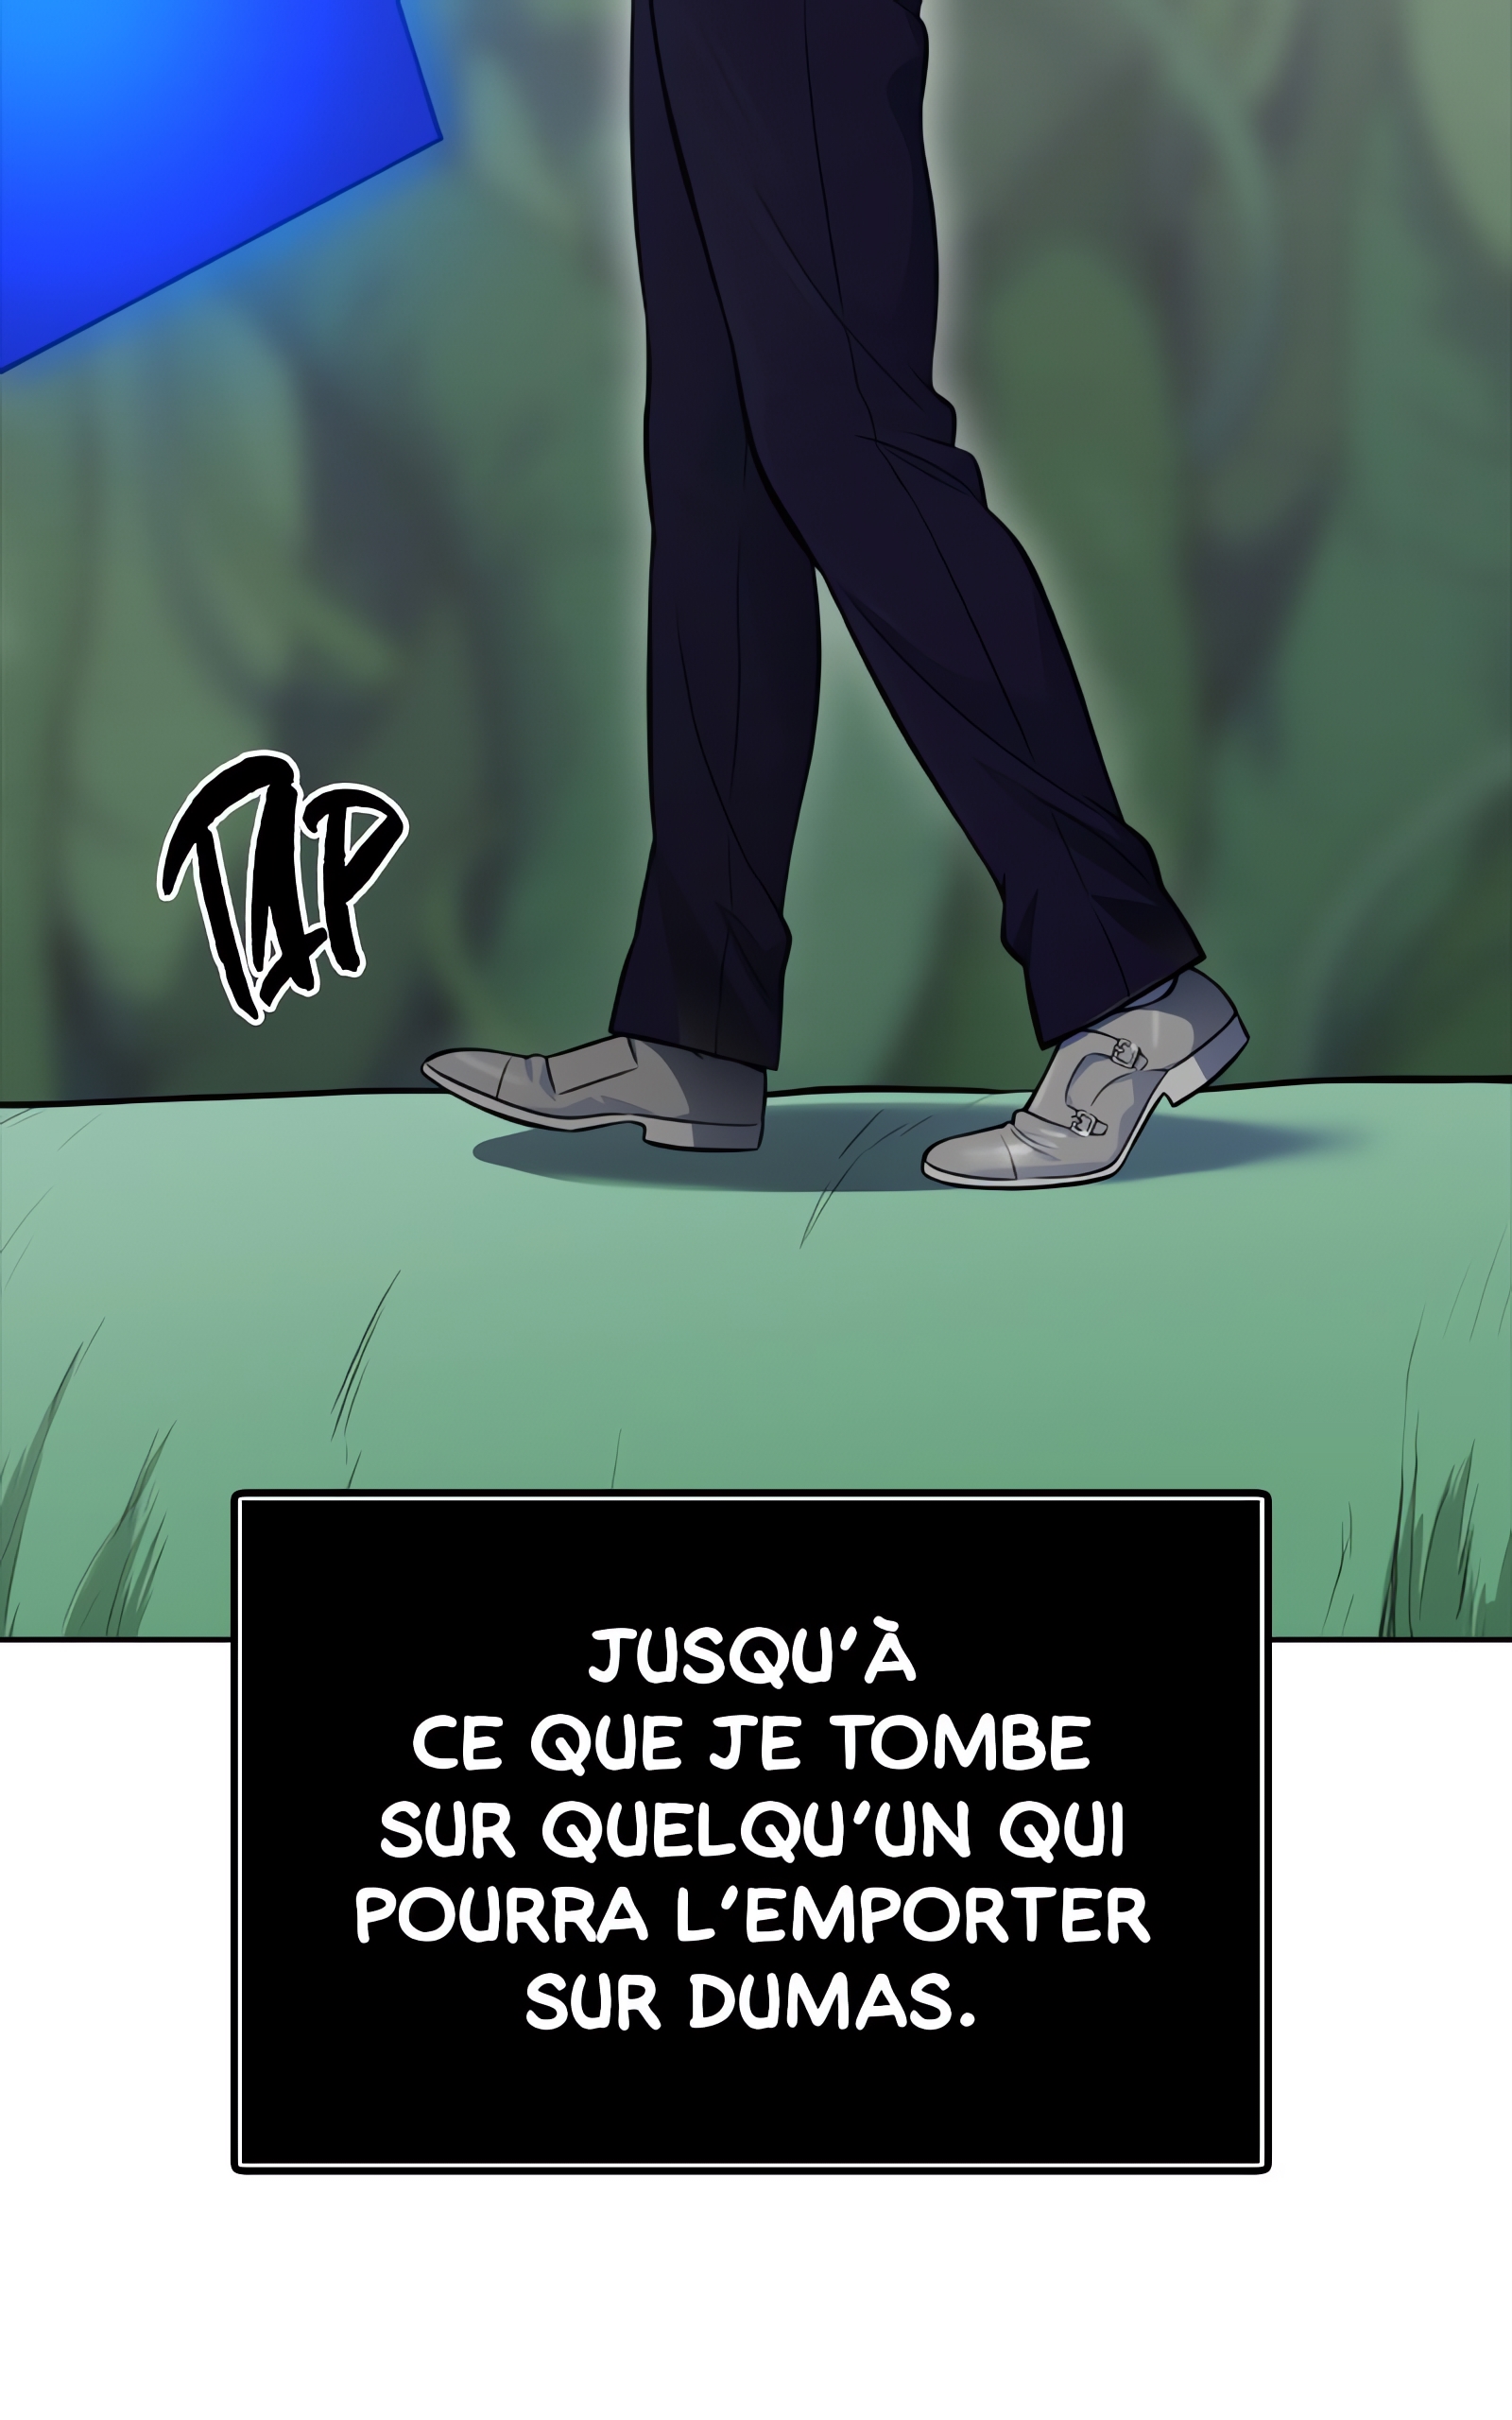 TAP
JUSQU'À
CE QUE JE TOMBE
SUR QUELQU'UN QUI
POURRA L'EMPORTER
SUR DUMAS.